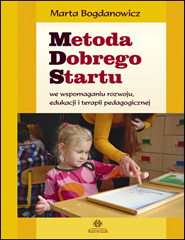 Marta Bogdanowicz
Metoda
Dobrego
Startu
we wspomaganiu rozwoju,
edukacji i terapii pedagogicznej